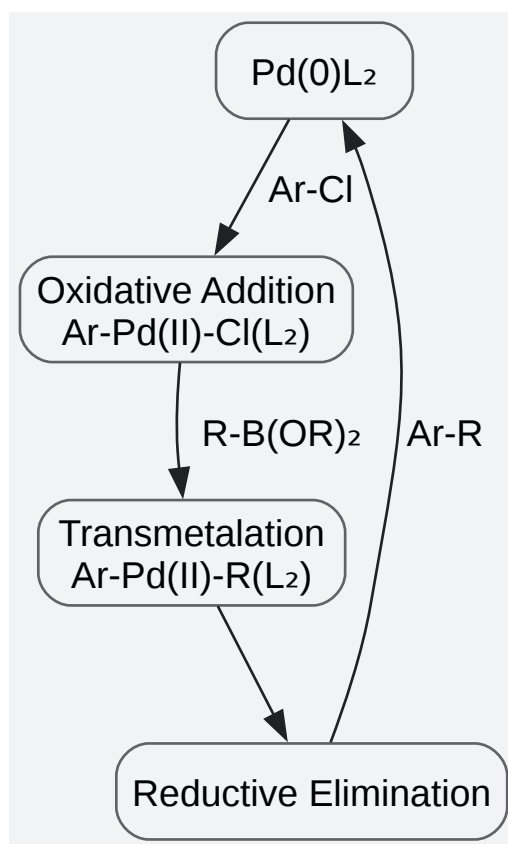 Pd(0)L₂
Ar-Cl
Oxidative Addition
Ar-Pd(II)-Cl(L₂)
R-B(OR)₂
Ar-R
Transmetalation
Ar-Pd(II)-R(L₂)
Reductive Elimination